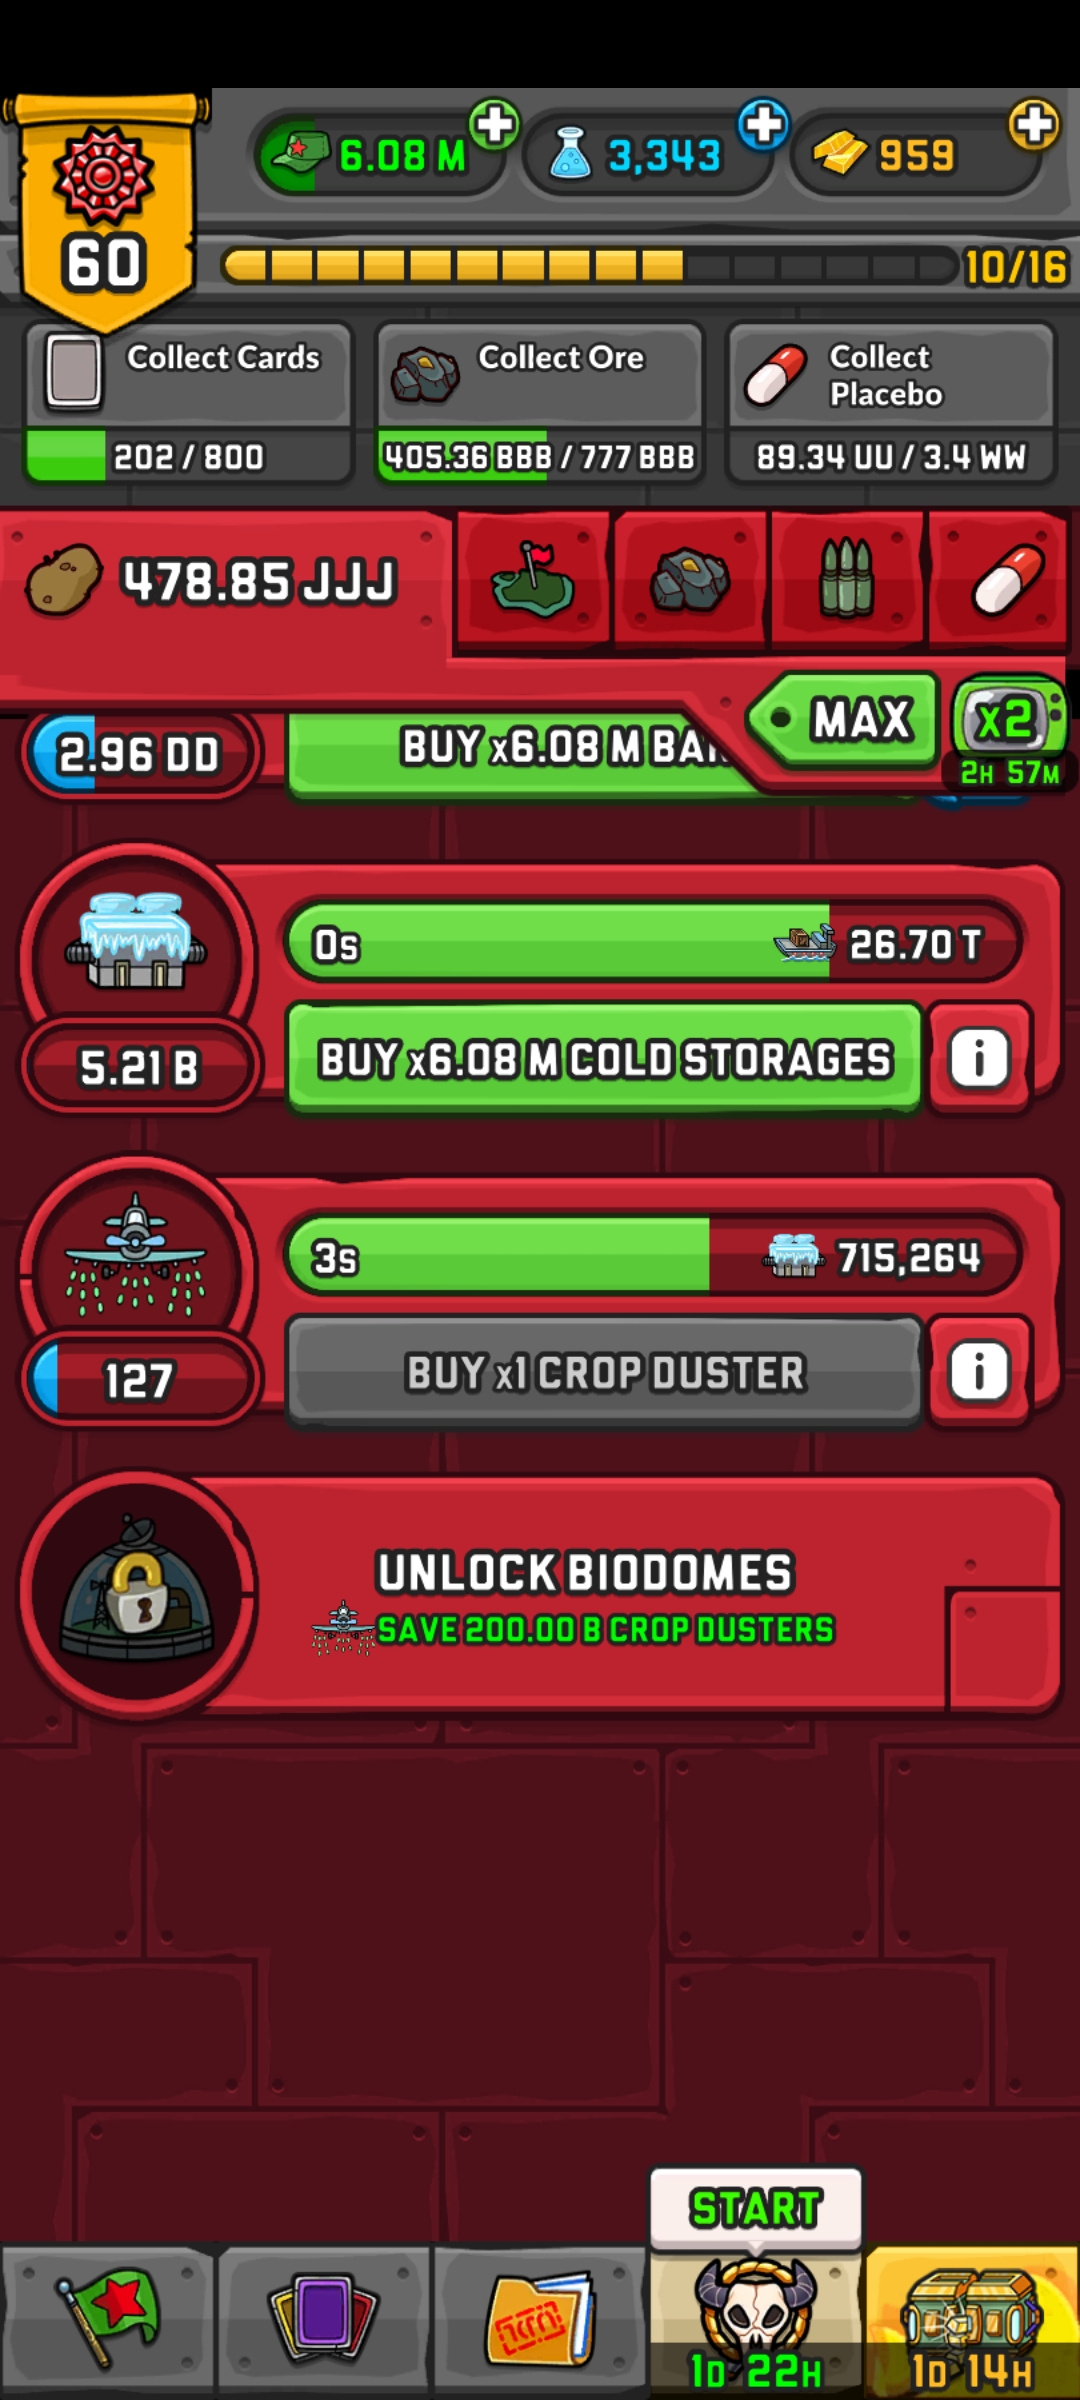 6.08 M
3,343
959
60
10/16
Collect Cards
Collect Ore
Collect
Placebo
202 / 800
405.36 BBB / 777 BBB
89.34 UU / 3.4 WW
478.85 JJJ
MAX
x2
2H 57M
2.96 DD
BUY x6.08 M
0s
26.70 T
5.21 B
BUY x6.08 M COLD STORAGES
i
3s
715,264
127
BUY x1 CROP DUSTER
i
UNLOCK BIODOMES
SAVE 200.00 B CROP DUSTERS
START
1D 22H
1D 14H